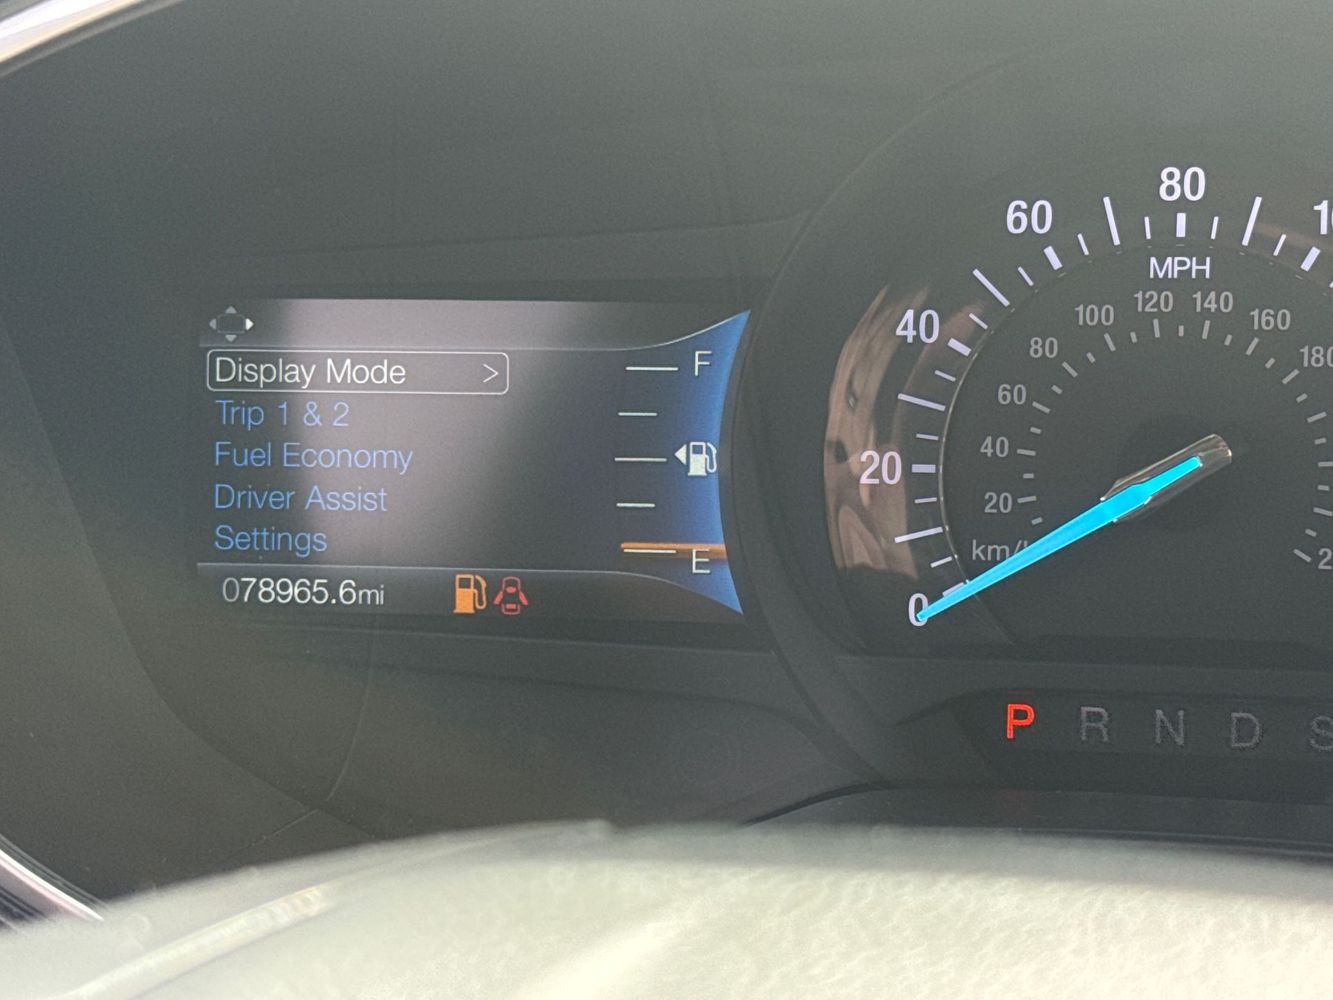 Display Mode >
Trip 1 & 2
Fuel Economy
Driver Assist
Settings
078965.6mi
F
E
0
20
40
60
80
MPH
20
40
60
80
100
120
140
160
180
P R N D S